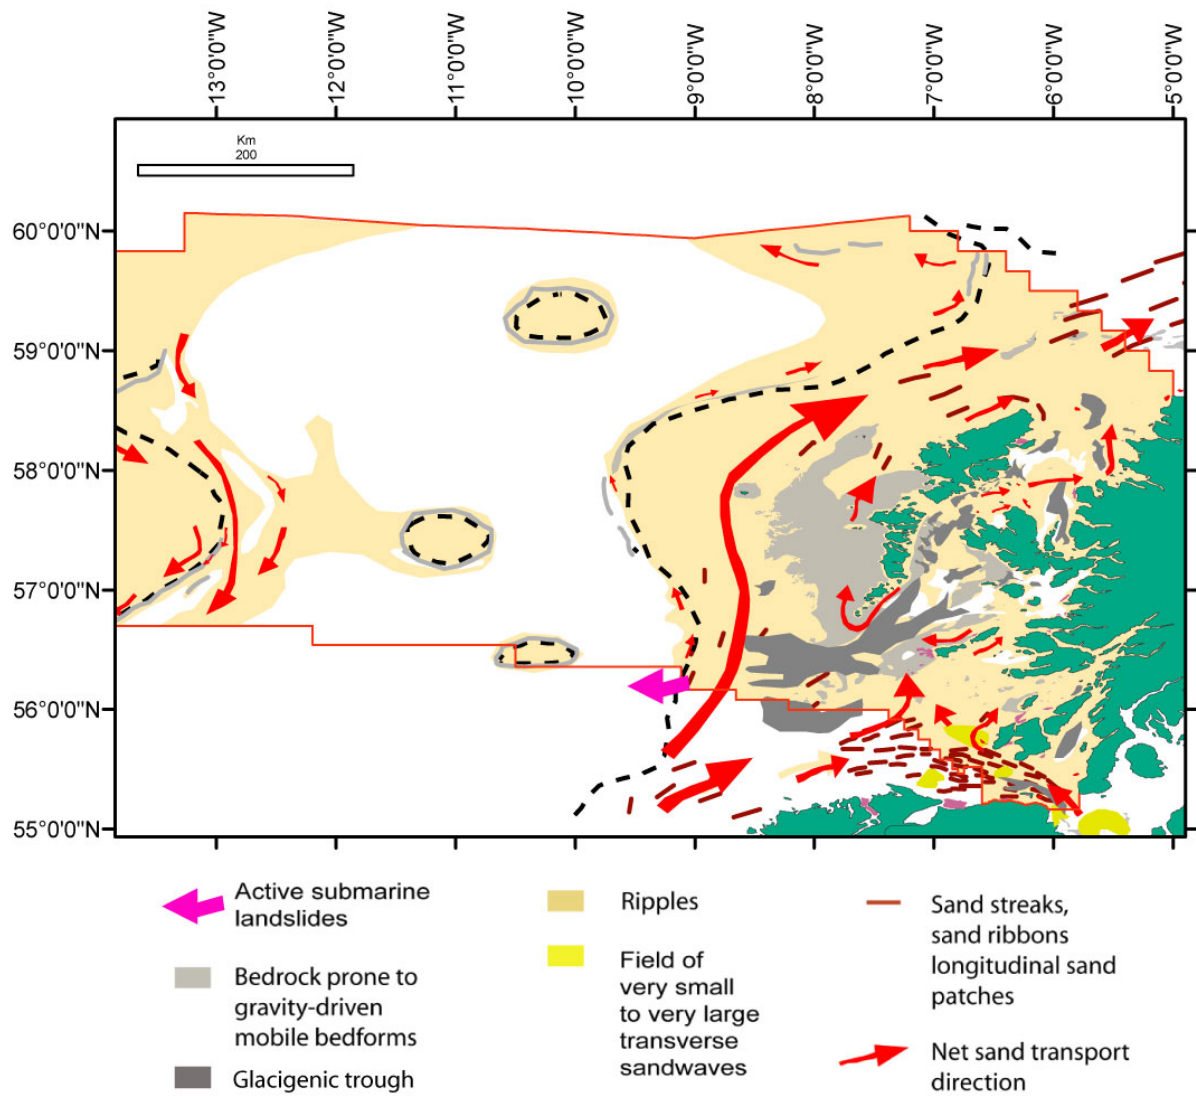 13°0'0"W
12°0'0"W
11°0'0"W
10°0'0"W
9°0'0"W
8°0'0"W
7°0'0"W
6°0'0"W
5°0'0"W
Km
200
60°0'0"N
59°0'0"N
58°0'0"N
57°0'0"N
56°0'0"N
55°0'0"N
Active submarine
landslides
Bedrock prone to
gravity-driven
mobile bedforms
Glacigenic trough
Ripples
Field of
very small
to very large
transverse
sandwaves
Sand streaks,
sand ribbons
longitudinal sand
patches
Net sand transport
direction